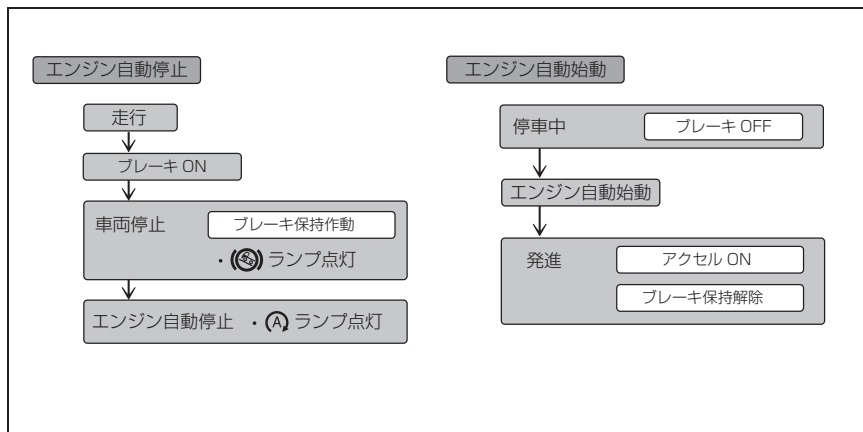 エンジン自動停止
走行
ブレーキ ON
車両停止 ブレーキ保持作動
・ランプ点灯
エンジン自動停止 ・(A) ランプ点灯
エンジン自動始動
停車中 ブレーキ OFF
エンジン自動始動
発進 アクセル ON
ブレーキ保持解除